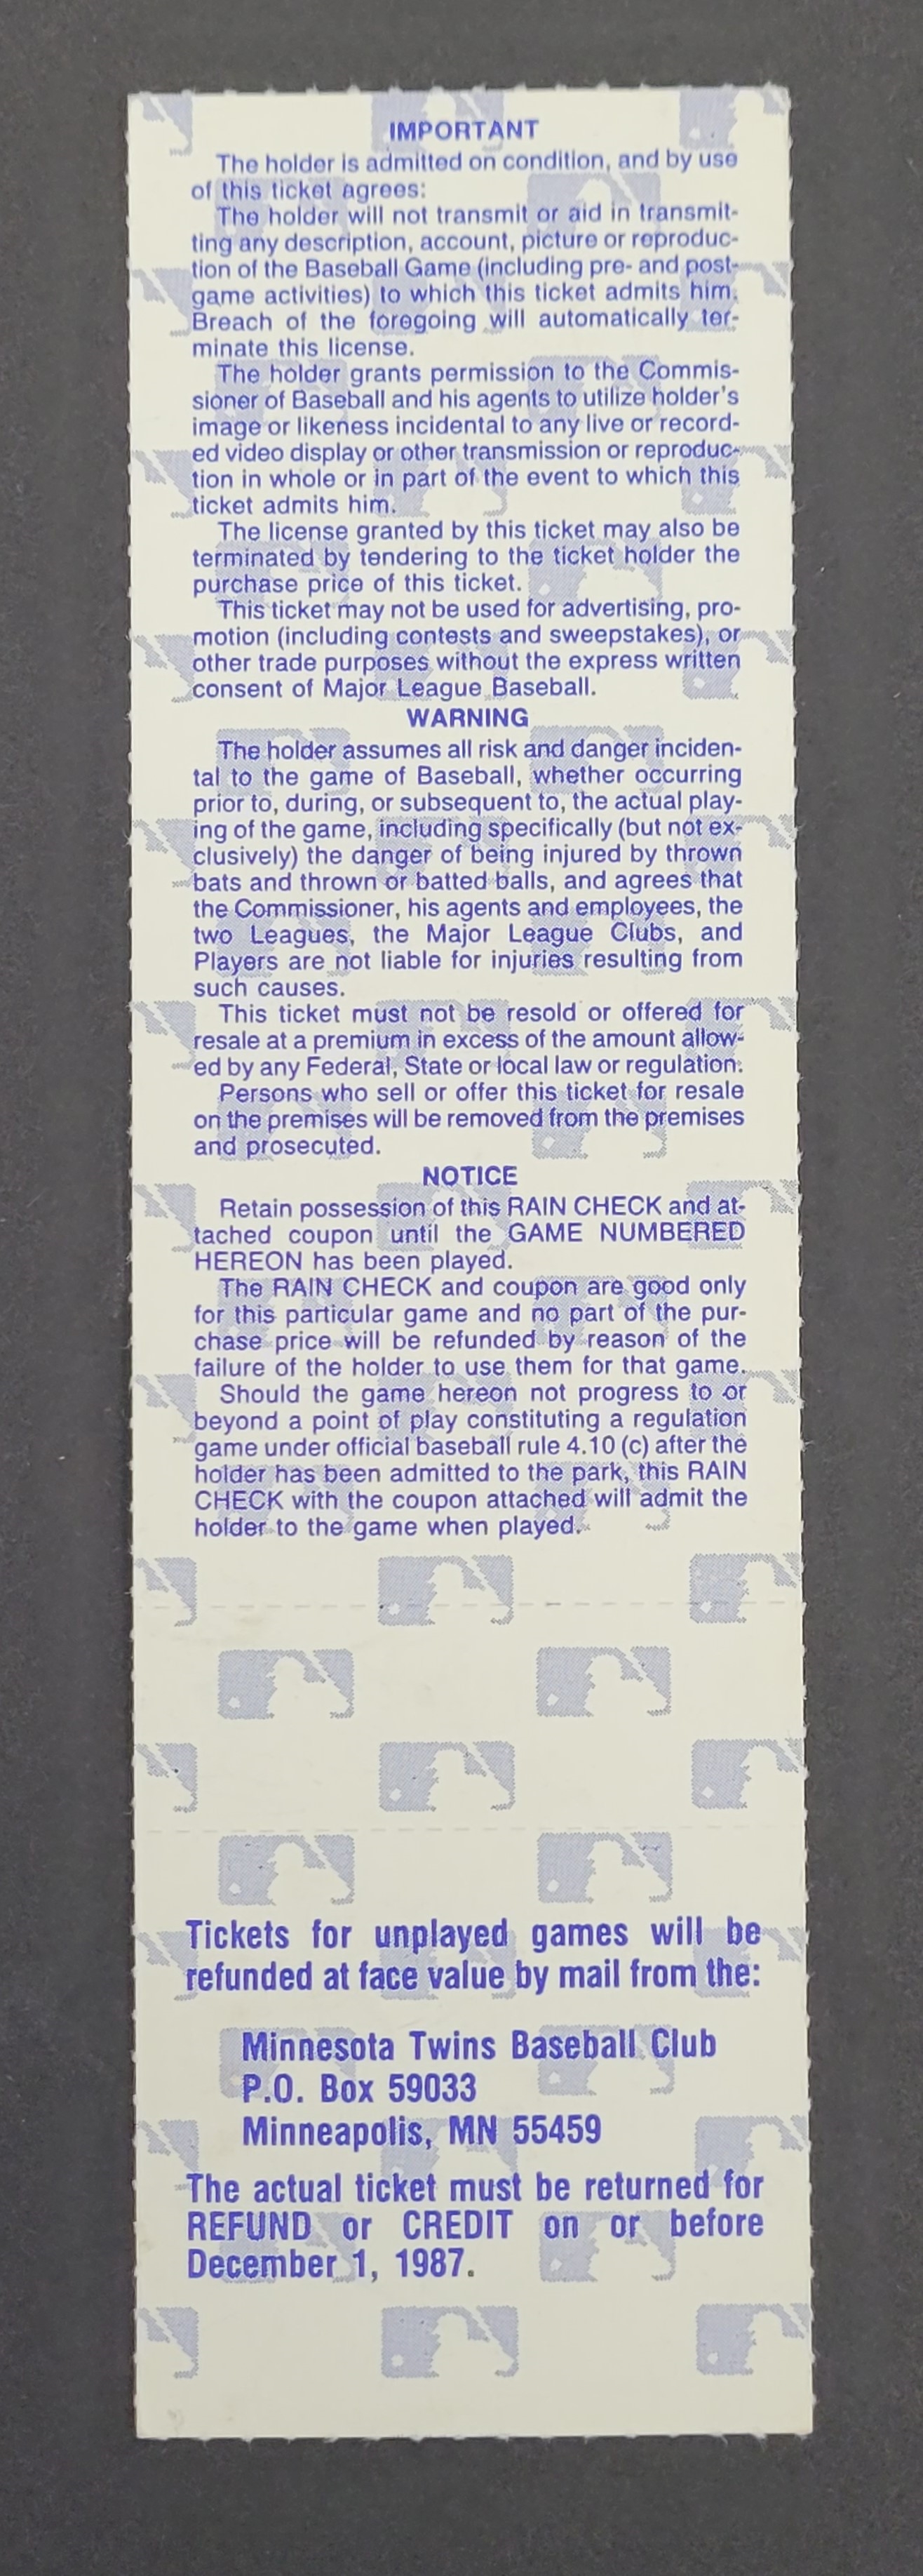 IMPORTANT
The holder is admitted on condition, and by use
of this ticket agrees:
The holder will not transmit or aid in transmit-
ting any description, account, picture or reproduc-
tion of the Baseball Game (including pre- and post-
game activities) to which this ticket admits him.
Breach of the foregoing will automatically ter-
minate this license.
The holder grants permission to the Commis-
sioner of Baseball and his agents to utilize holder's
image or likeness incidental to any live or record-
ed video display or other transmission or reproduc-
tion in whole or in part of the event to which this
ticket admits him.
The license granted by this ticket may also be
terminated by tendering to the ticket holder the
purchase price of this ticket.
This ticket may not be used for advertising, pro-
motion (including contests and sweepstakes), or
other trade purposes without the express written
consent of Major League Baseball.
WARNING
The holder assumes all risk and danger inciden-
tal to the game of Baseball, whether occurring
prior to, during, or subsequent to, the actual play-
ing of the game, including specifically (but not ex-
clusively) the danger of being injured by thrown
bats and thrown or batted balls, and agrees that
the Commissioner, his agents and employees, the
two Leagues, the Major League Clubs, and
Players are not liable for injuries resulting from
such causes.
This ticket must not be resold or offered for
resale at a premium in excess of the amount allow-
ed by any Federal, State or local law or regulation.
Persons who sell or offer this ticket for resale
on the premises will be removed from the premises
and prosecuted.
NOTICE
Retain possession of this RAIN CHECK and at-
tached coupon until the GAME NUMBERED
HEREON has been played.
The RAIN CHECK and coupon are good only
for this particular game and no part of the pur-
chase price will be refunded by reason of the
failure of the holder to use them for that game.
Should the game hereon not progress to or
beyond a point of play constituting a regulation
game under official baseball rule 4.10 (c) after the
holder has been admitted to the park, this RAIN
CHECK with the coupon attached will admit the
holder to the game when played.
Tickets for unplayed games will be
refunded at face value by mail from the:
Minnesota Twins Baseball Club
P.O. Box 59033
Minneapolis, MN 55459
The actual ticket must be returned for
REFUND or CREDIT on or before
December 1, 1987.